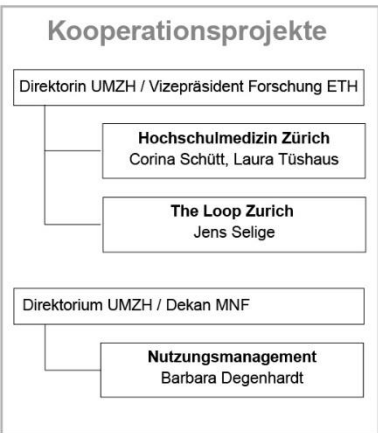 Kooperationsprojekte
Direktorin UMZH / Vizepräsident Forschung ETH
Hochschulmedizin Zürich
Corina Schütt, Laura Tüshaus
The Loop Zurich
Jens Selige
Direktorium UMZH / Dekan MNF
Nutzungsmanagement
Barbara Degenhardt